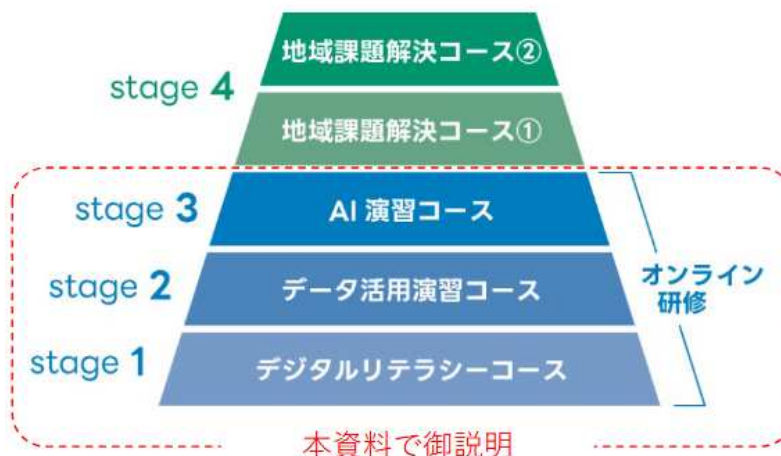 地域課題解決コース②
stage 4
地域課題解決コース①
stage 3
AI 演習コース
stage 2
データ活用演習コース
オンライン
研修
stage 1
デジタルリテラシーコース
本資料で御説明